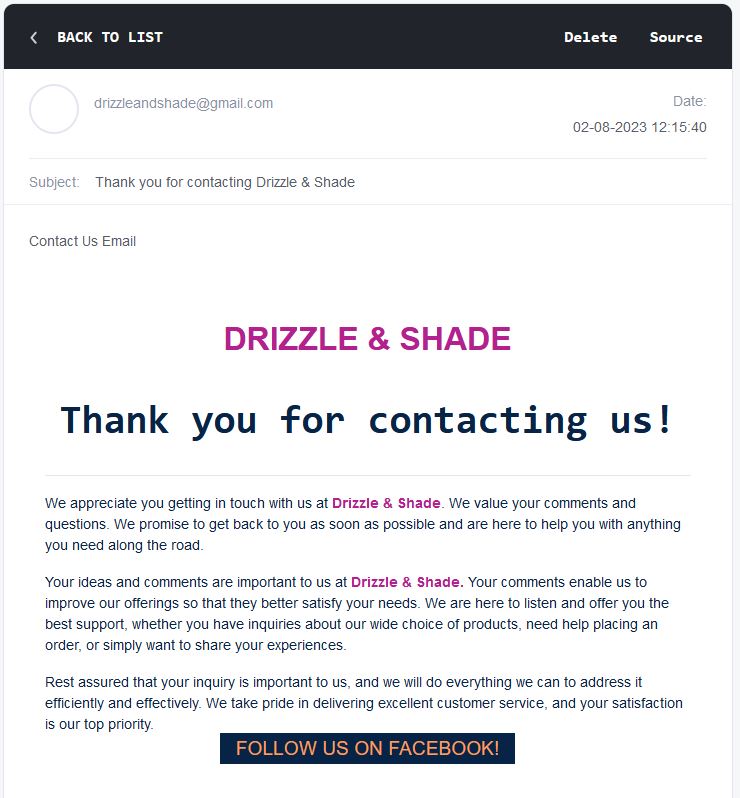 BACK TO LIST Delete Source
drizzleandshade@gmail.com
Date:
02-08-2023 12:15:40
Subject: Thank you for contacting Drizzle & Shade
Contact Us Email
DRIZZLE & SHADE
Thank you for contacting us!
We appreciate you getting in touch with us at Drizzle & Shade. We value your comments and
questions. We promise to get back to you as soon as possible and are here to help you with anything
you need along the road.
Your ideas and comments are important to us at Drizzle & Shade. Your comments enable us to
improve our offerings so that they better satisfy your needs. We are here to listen and offer you the
best support, whether you have inquiries about our wide choice of products, need help placing an
order, or simply want to share your experiences.
Rest assured that your inquiry is important to us, and we will do everything we can to address it
efficiently and effectively. We take pride in delivering excellent customer service, and your satisfaction
is our top priority.
FOLLOW US ON FACEBOOK!